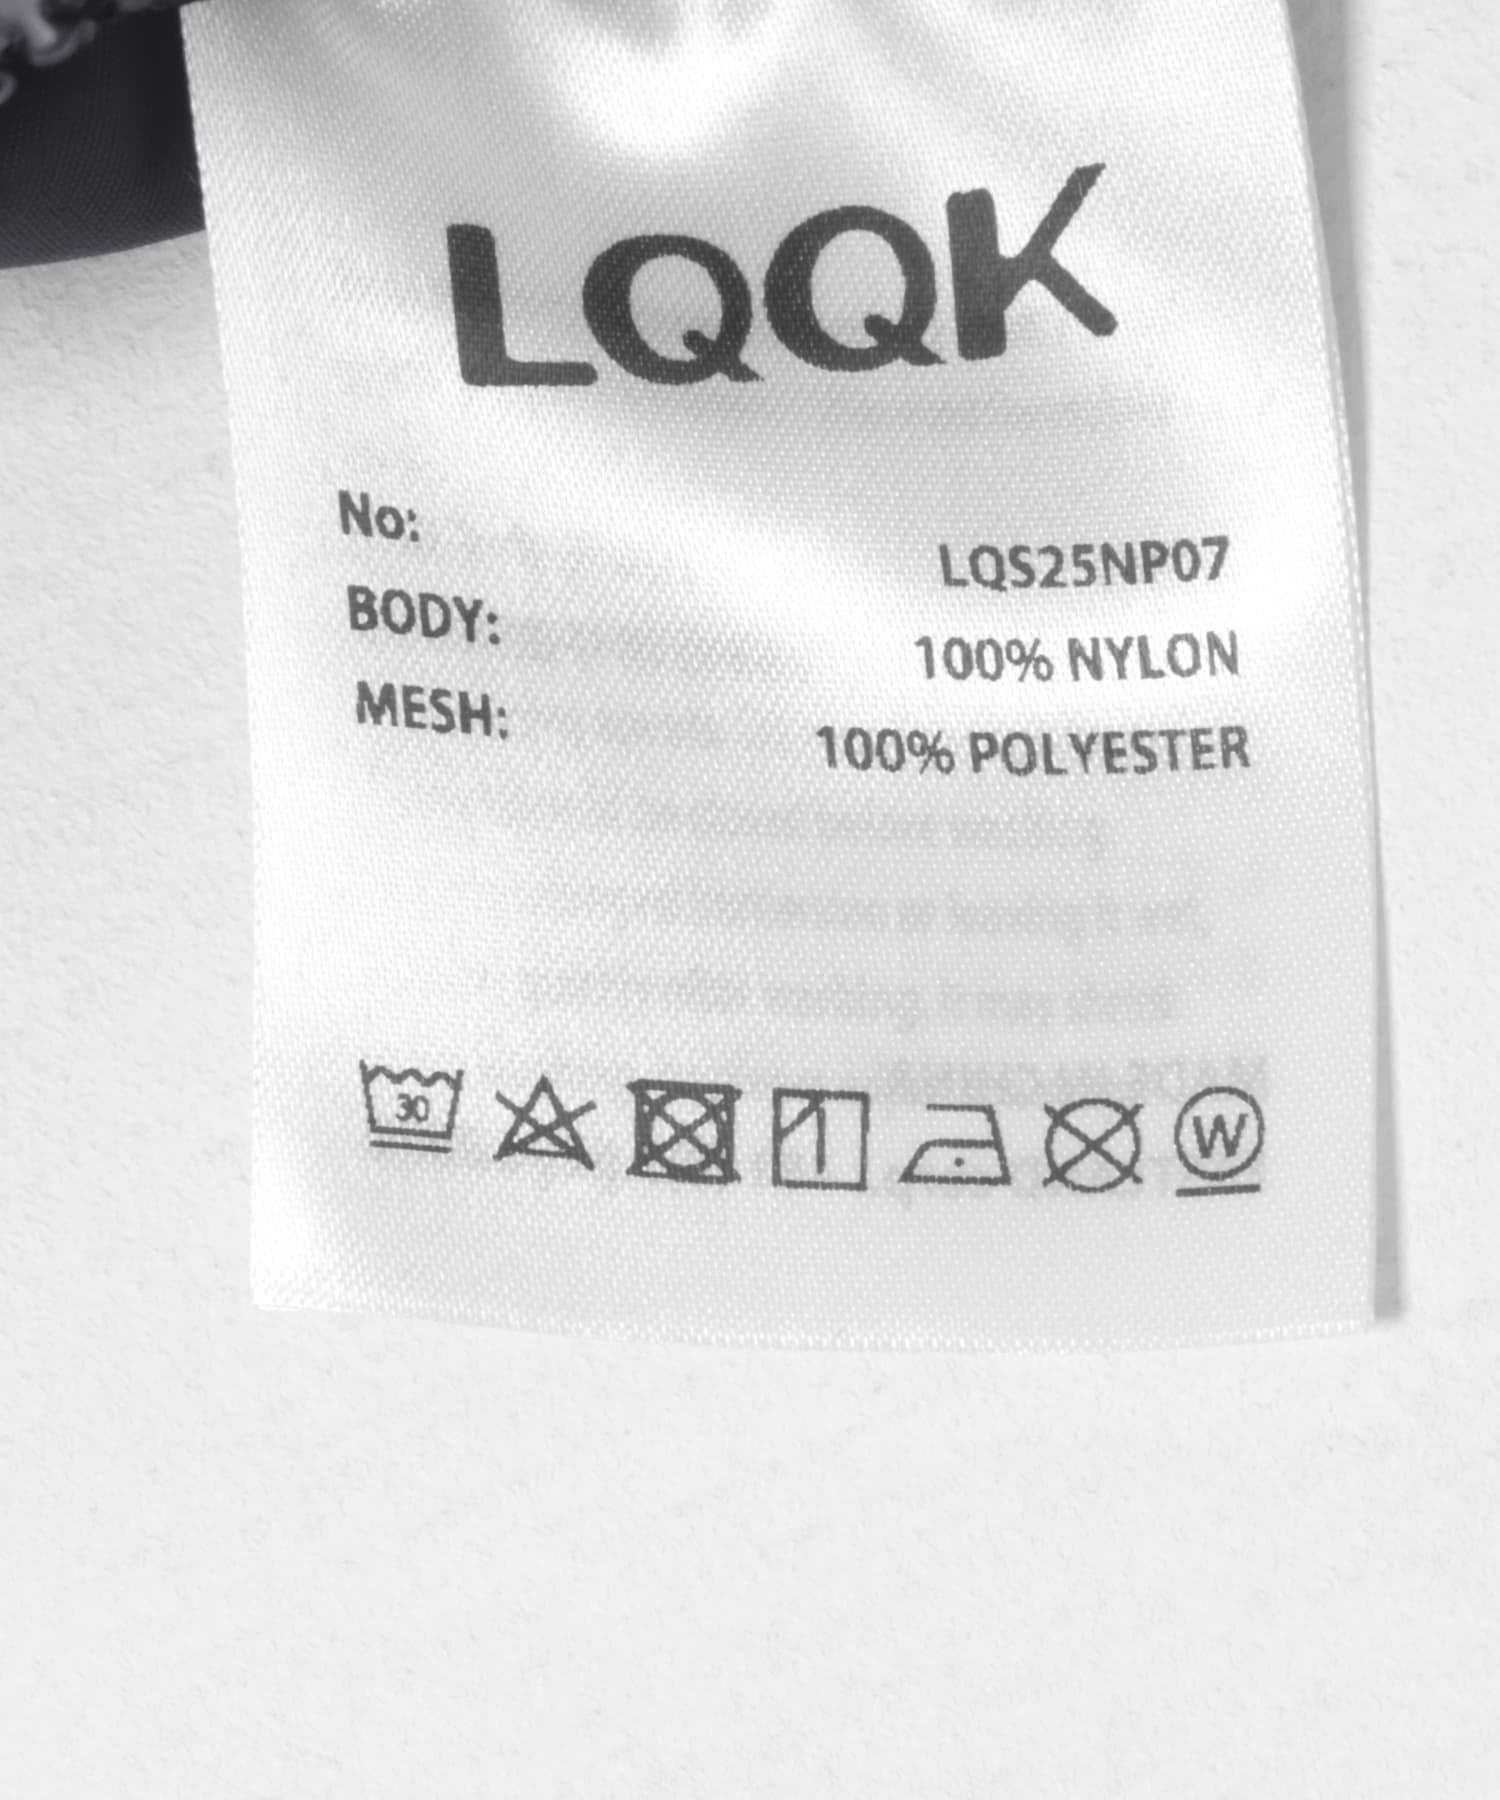 LQQK
No: LQS25NP07
BODY: 100% NYLON
MESH: 100% POLYESTER
30
W